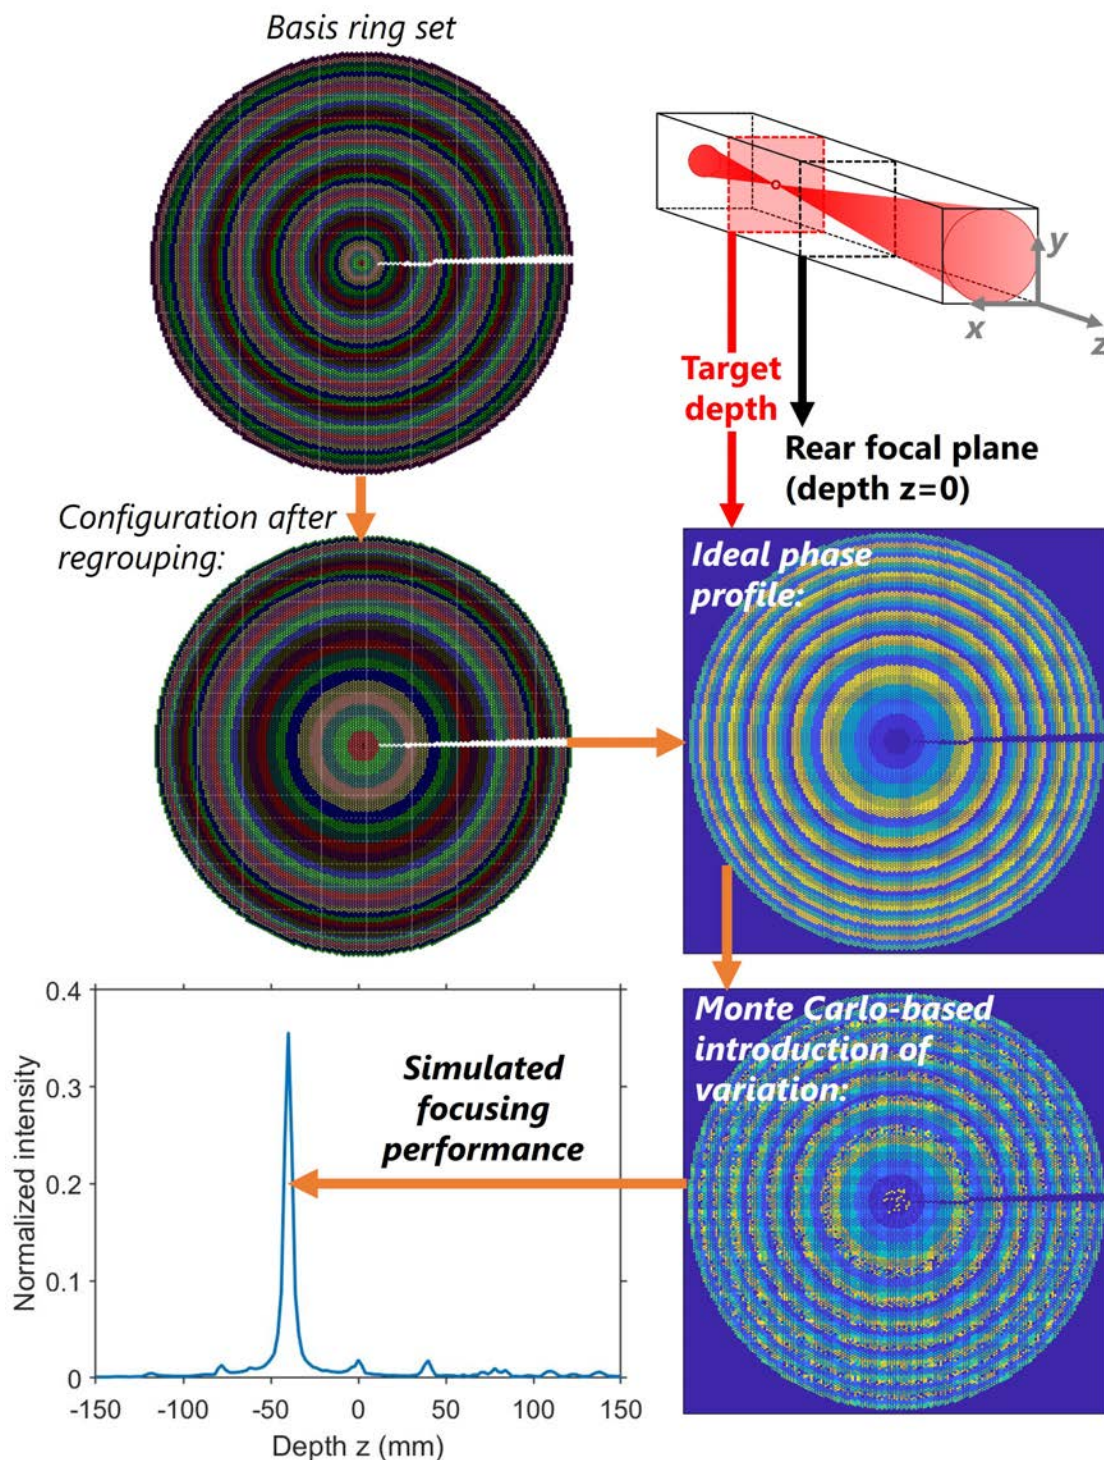 Basis ring set
y
x
z
Target
depth
Rear focal plane
(depth z=0)
Configuration after
regrouping:
Ideal phase
profile:
Monte Carlo-based
introduction of
variation:
Simulated
focusing
performance
Normalized intensity
0.4
0.3
0.2
0.1
0
-150
-100
-50
0
50
100
150
Depth z (mm)